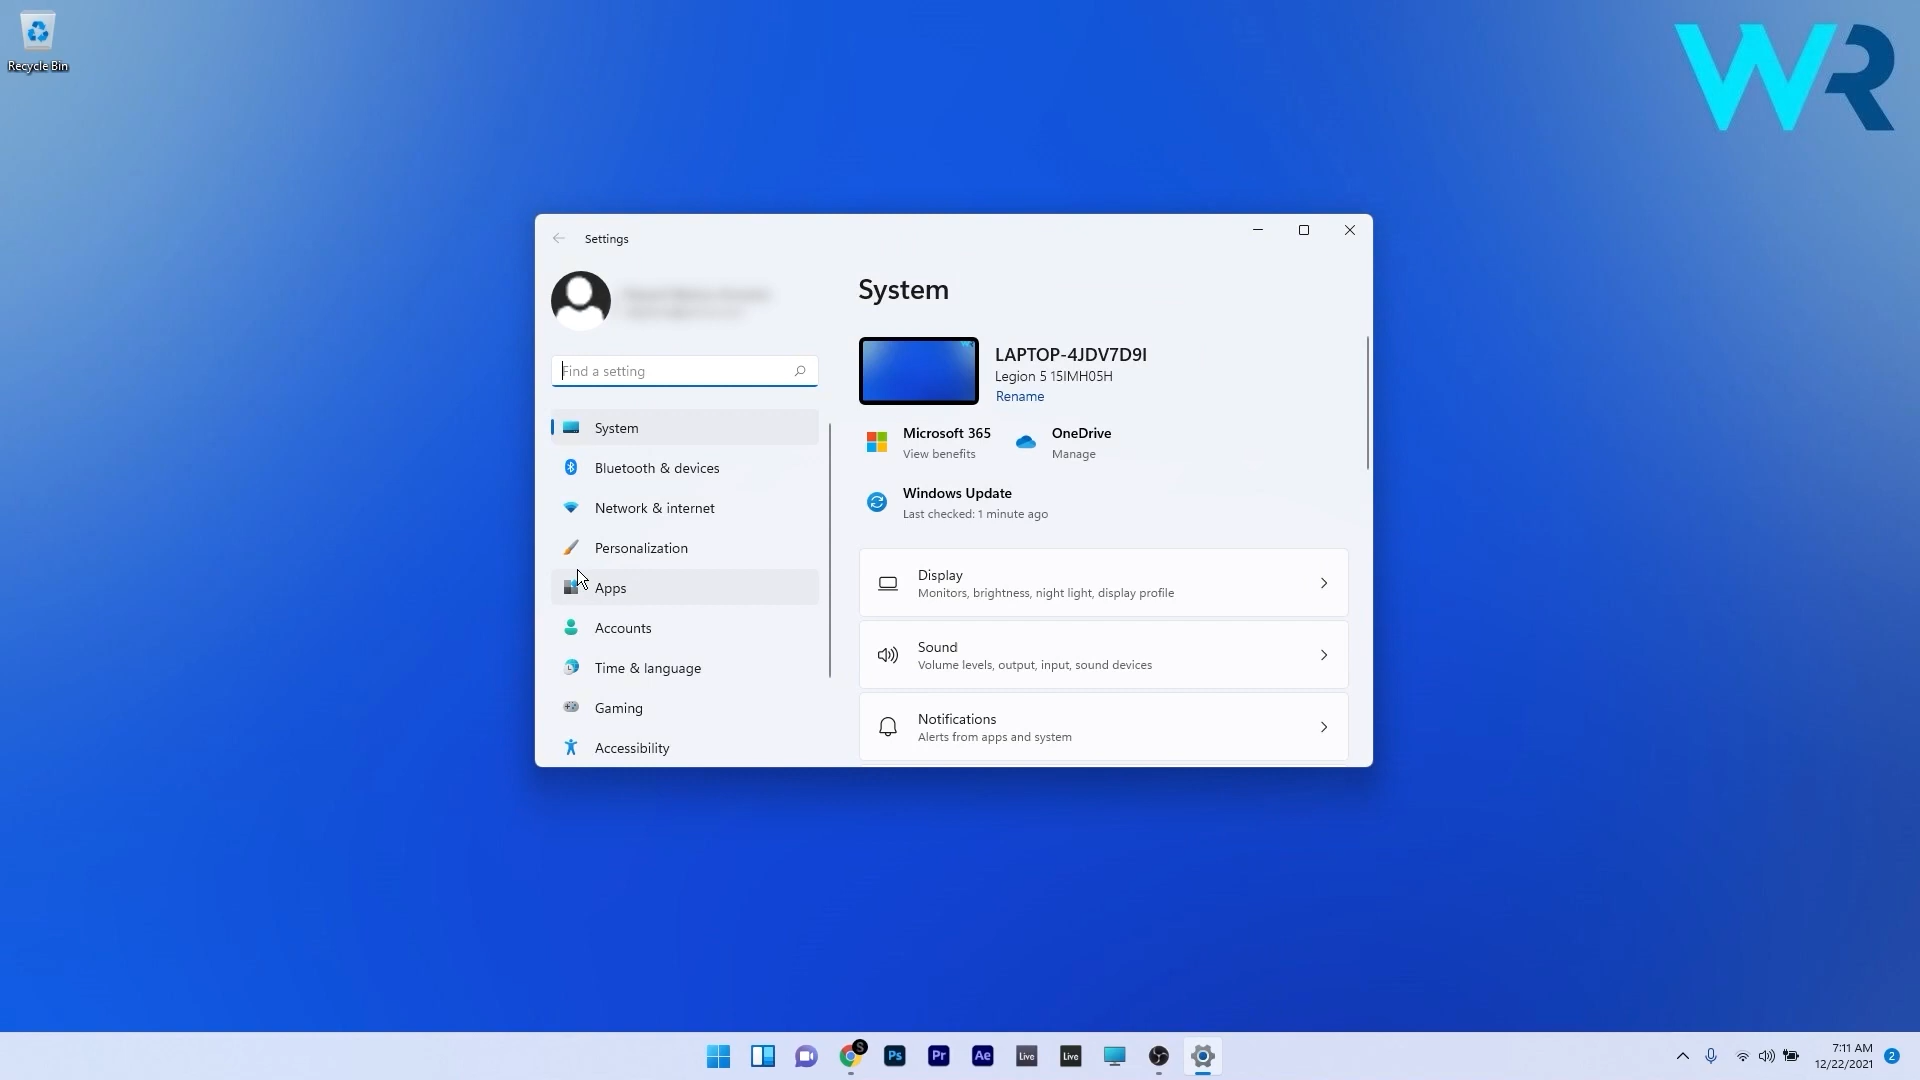 Recycle Bin
WR
Settings
System
Find a setting
LAPTOP-4JDV7D9I
Legion 5 15IMH05H
Rename
System
Microsoft 365
View benefits
OneDrive
Manage
Bluetooth & devices
Network & internet
Windows Update
Last checked: 1 minute ago
Personalization
Apps
Accounts
Time & language
Gaming
Accessibility
Display
Monitors, brightness, night light, display profile
Sound
Volume levels, output, input, sound devices
Notifications
Alerts from apps and system
S
Ps
Pr
Ae
Live
Live
7:11 AM
12/22/2021
2